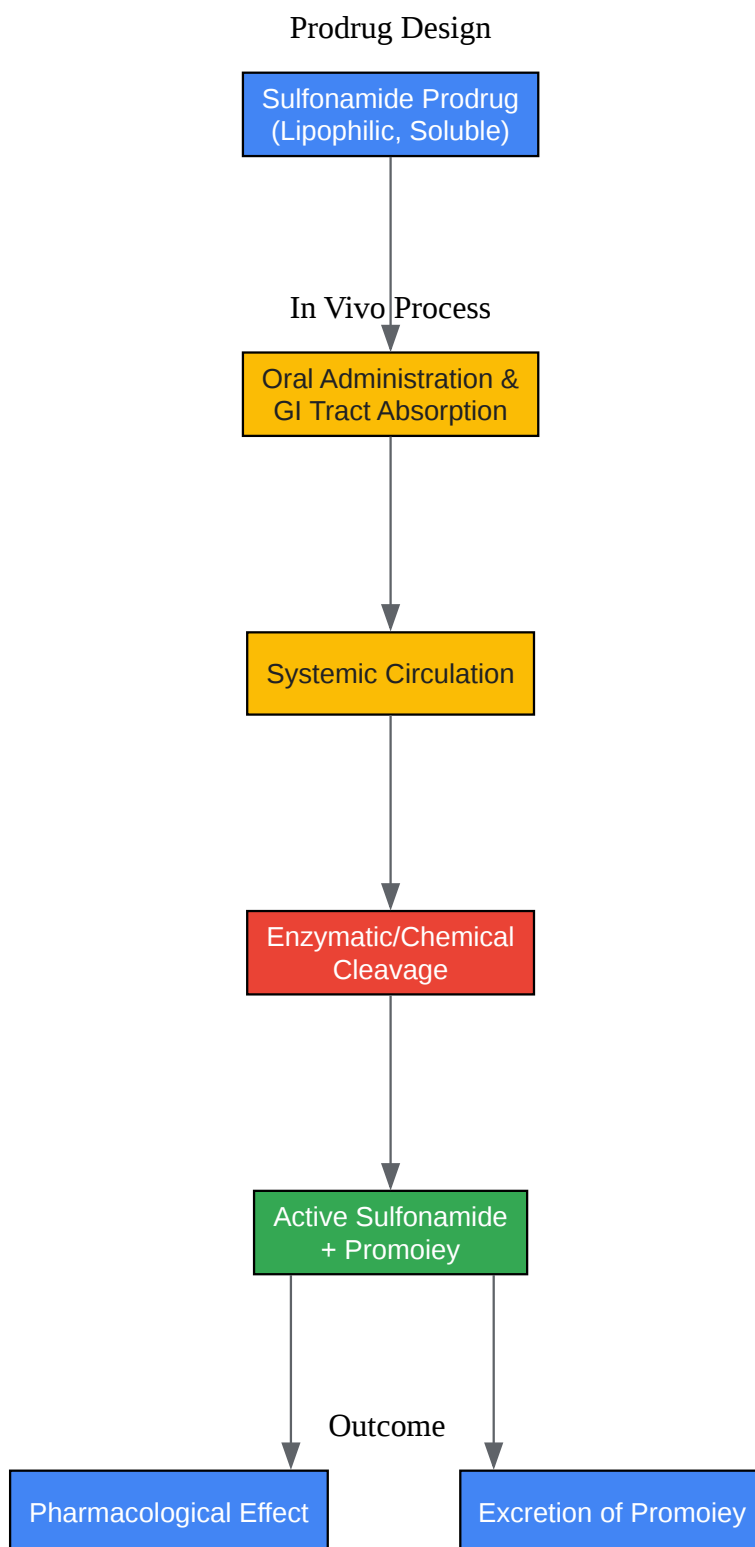 Prodrug Design
Sulfonamide Prodrug
(Lipophilic, Soluble)
In Vivo Process
Oral Administration &
GI Tract Absorption
Systemic Circulation
Enzymatic/Chemical
Cleavage
Active Sulfonamide
+ Promoiey
Outcome
Pharmacological Effect
Excretion of Promoiey